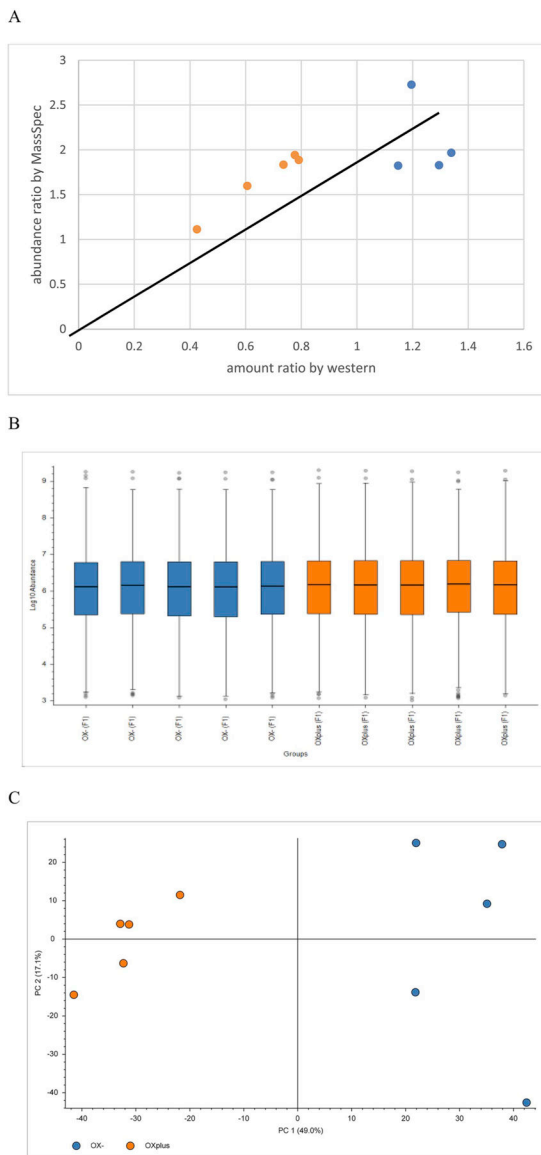 A
3
2.5
2
1.5
1
0.5
0
abundance ratio by MassSpec
0 0.2 0.4 0.6 0.8 1 1.2 1.4 1.6
amount ratio by western
B
9
8
7
6
5
4
3
Log10Abundance
OX- (F1) OX- (F1) OX- (F1) OX- (F1) OX- (F1) OXplus (F1) OXplus (F1) OXplus (F1) OXplus (F1) OXplus (F1)
Groups
C
20
10
0
-10
-20
-30
-40
PC 2 (17.1%)
-40 -30 -20 -10 0 10 20 30 40
PC 1 (49.0%)
OX- OXplus